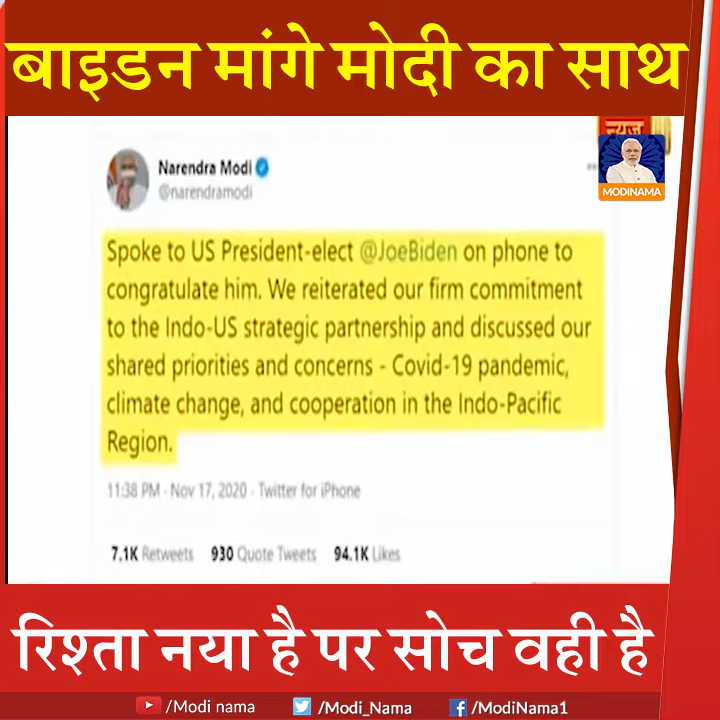 बाइडन मांगे मोदी का साथ
न्यूज़
MODINAMA
Narendra Modi
@narendramodi
Spoke to US President-elect @JoeBiden on phone to
congratulate him. We reiterated our firm commitment
to the Indo-US strategic partnership and discussed our
shared priorities and concerns - Covid-19 pandemic,
climate change, and cooperation in the Indo-Pacific
Region.
11:38 PM · Nov 17, 2020 · Twitter for iPhone
7.1K Retweets 930 Quote Tweets 94.1K Likes
रिश्ता नया है पर सोच वही है
/Modi nama /Modi_Nama /ModiNama1